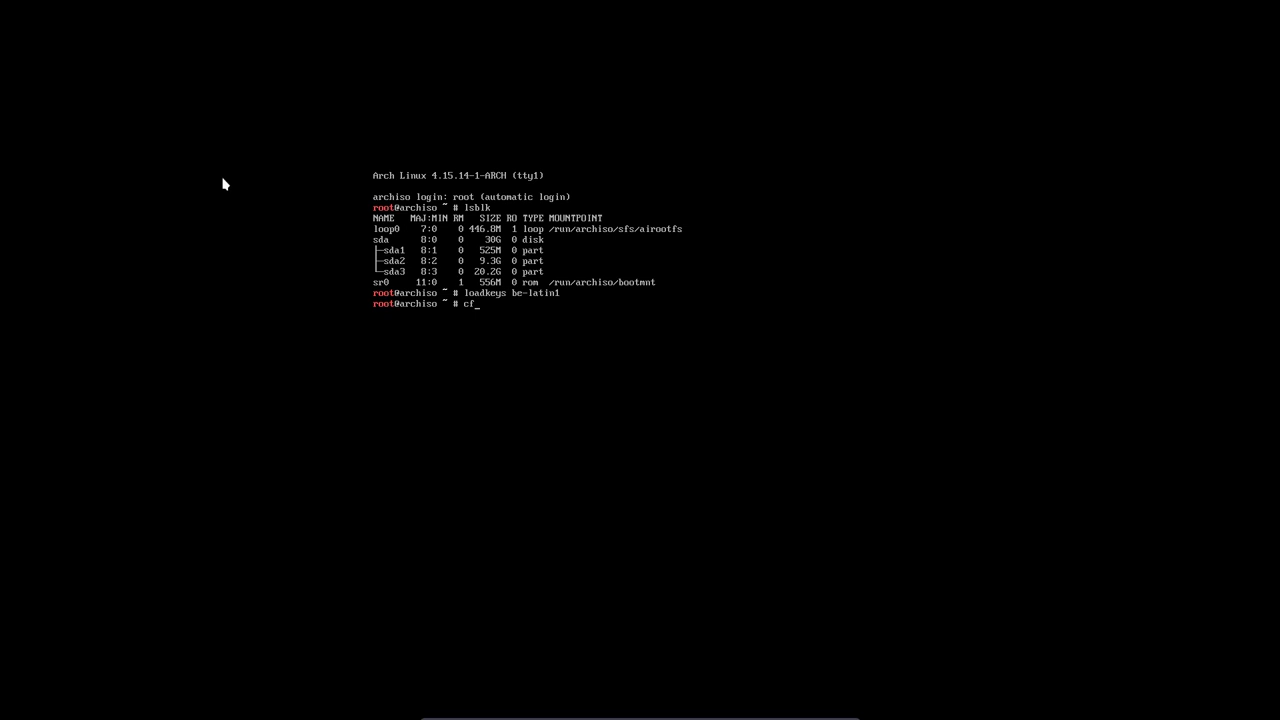 Arch Linux 4.15.14-1-ARCH (tty1)
archiso login: root (automatic login)
root@archiso ~ # lsblk
NAME   MAJ:MIN RM   SIZE RO TYPE MOUNTPOINT
loop0    7:0    0 446.8M  1 loop /run/archiso/sfs/airootfs
sda      8:0    0    30G  0 disk
├─sda1   8:1    0   525M  0 part
├─sda2   8:2    0   9.3G  0 part
└─sda3   8:3    0  20.2G  0 part
sr0     11:0    1   556M  0 rom  /run/archiso/bootmnt
root@archiso ~ # loadkeys be-latin1
root@archiso ~ # cf_